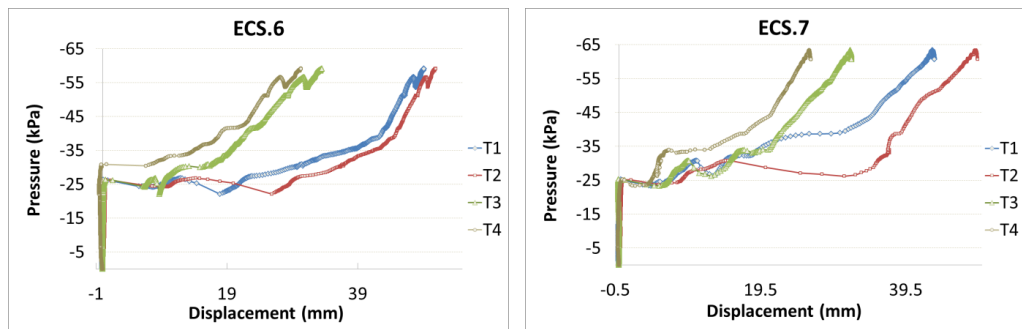 ECS.6
-65
-55
-45
-35
-25
-15
-5
-1
19
39
Pressure (kPa)
Displacement (mm)
T1
T2
T3
T4
ECS.7
-65
-55
-45
-35
-25
-15
-5
-0.5
19.5
39.5
Pressure (kPa)
Displacement (mm)
T1
T2
T3
T4